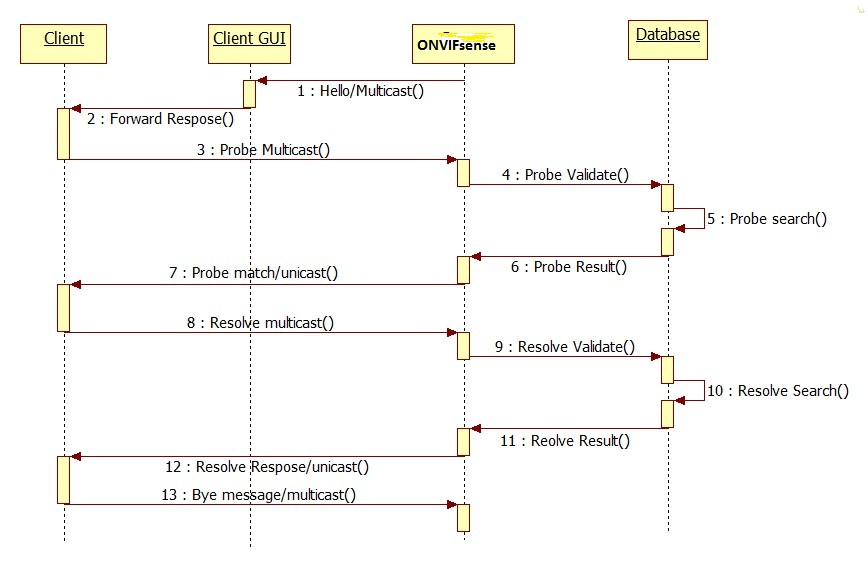 Client
Client GUI
ONVIFsense
Database
1 : Hello/Multicast()
2 : Forward Respose()
3 : Probe Multicast()
4 : Probe Validate()
5 : Probe search()
6 : Probe Result()
7 : Probe match/unicast()
8 : Resolve multicast()
9 : Resolve Validate()
10 : Resolve Search()
11 : Reolve Result()
12 : Resolve Respose/unicast()
13 : Bye message/multicast()